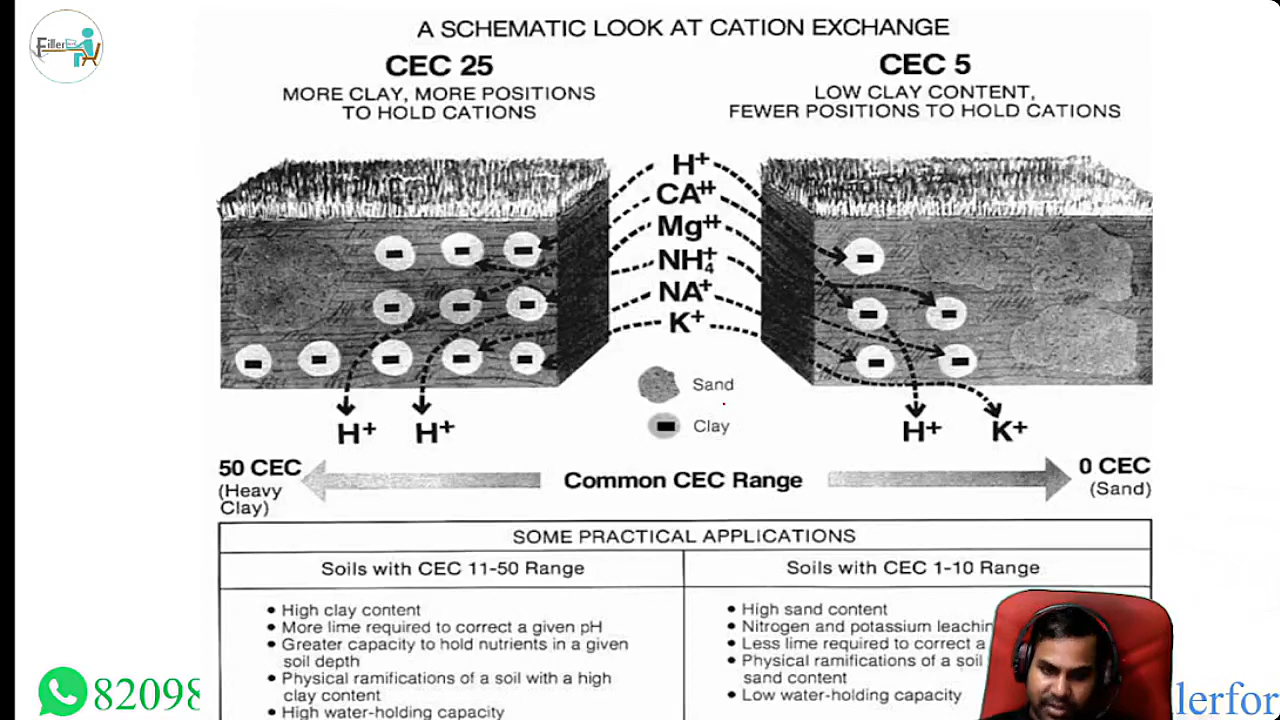 Filler
A SCHEMATIC LOOK AT CATION EXCHANGE
CEC 25
MORE CLAY, MORE POSITIONS
TO HOLD CATIONS
CEC 5
LOW CLAY CONTENT,
FEWER POSITIONS TO HOLD CATIONS
H+
CA++
Mg++
NH4+
NA+
K+
Sand
Clay
H+ H+
H+ K+
50 CEC
(Heavy
Clay)
Common CEC Range
0 CEC
(Sand)
SOME PRACTICAL APPLICATIONS
Soils with CEC 11-50 Range
• High clay content
• More lime required to correct a given pH
• Greater capacity to hold nutrients in a given
soil depth
• Physical ramifications of a soil with a high
clay content
• High water-holding capacity
Soils with CEC 1-10 Range
• High sand content
• Nitrogen and potassium leachin
• Less lime required to correct a
• Physical ramifications of a soil
sand content
• Low water-holding capacity
82098
lerfor